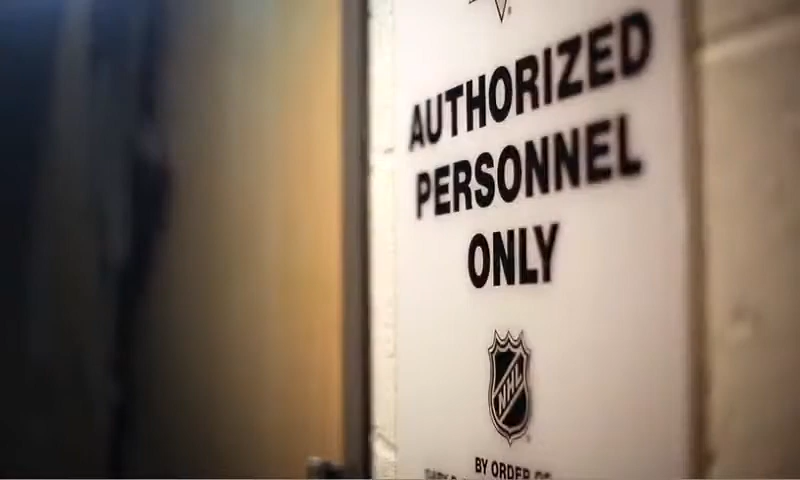 AUTHORIZED
PERSONNEL
ONLY
NHL
BY ORDER OF